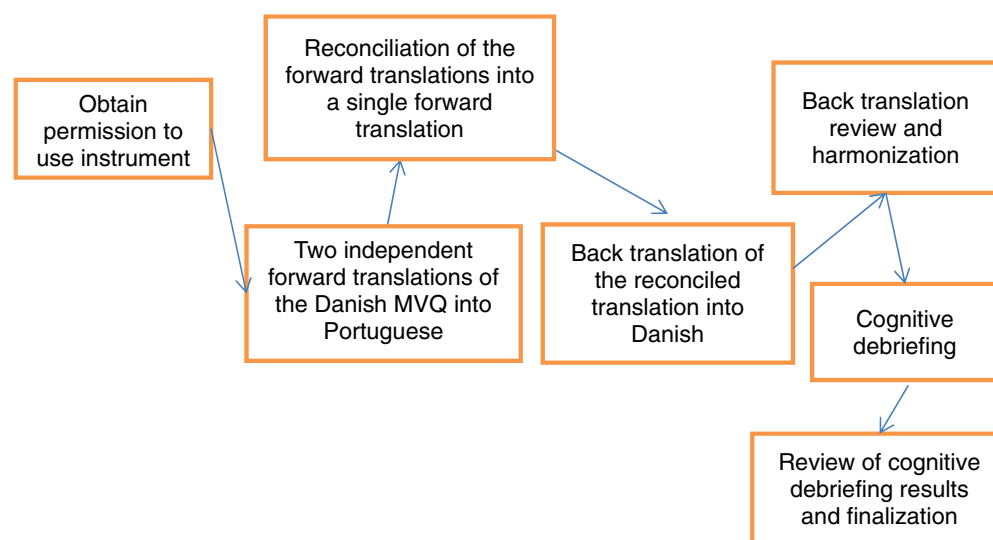 Obtain
permission to
use instrument
Two independent
forward translations of
the Danish MVQ into
Portuguese
Reconciliation of the
forward translations into
a single forward
translation
Back translation of
the reconciled
translation into
Danish
Back translation
review and
harmonization
Cognitive
debriefing
Review of cognitive
debriefing results
and finalization